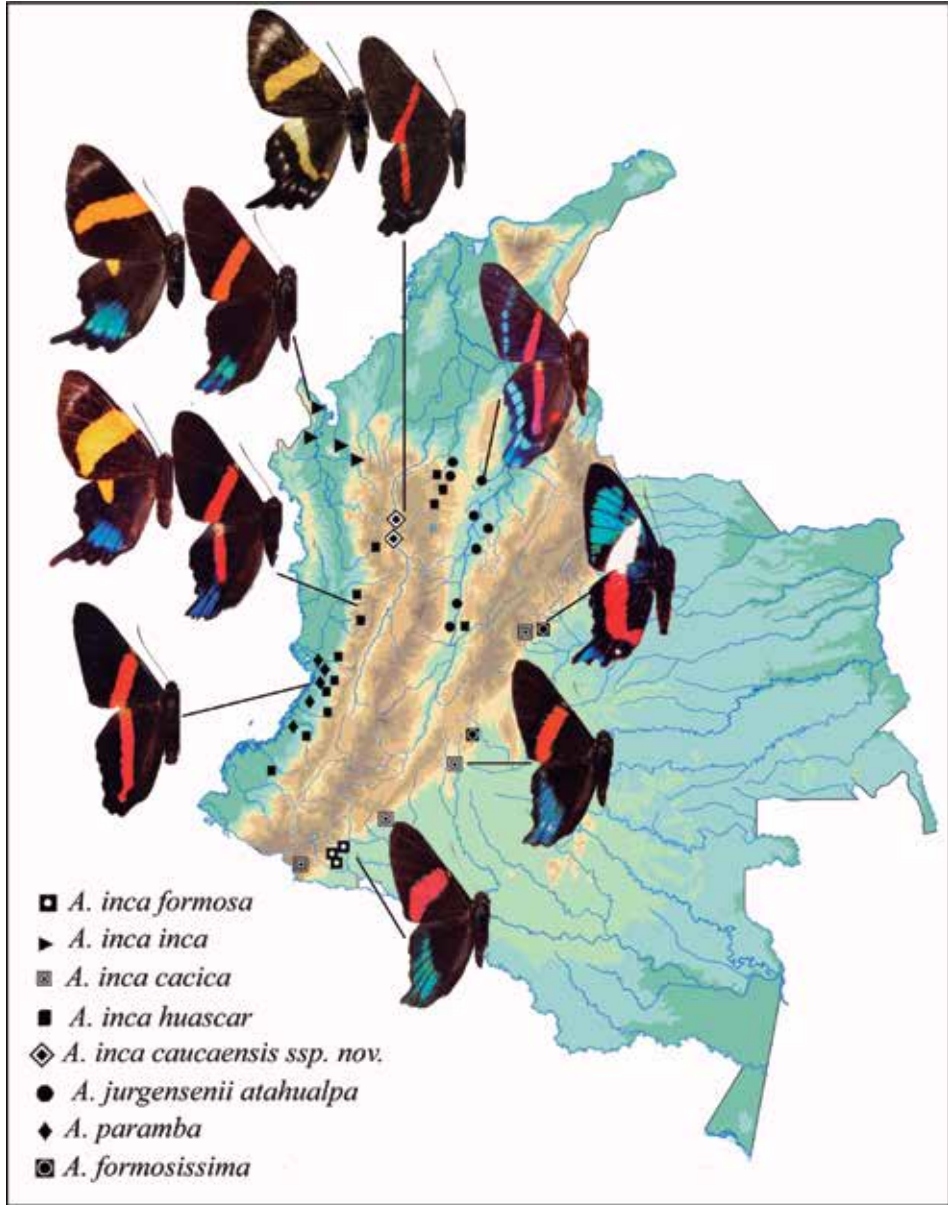 A. inca formosa
A. inca inca
A. inca cacica
A. inca huascar
A. inca caucaensis ssp. nov.
A. jurgensenii atahualpa
A. paramba
A. formosissima